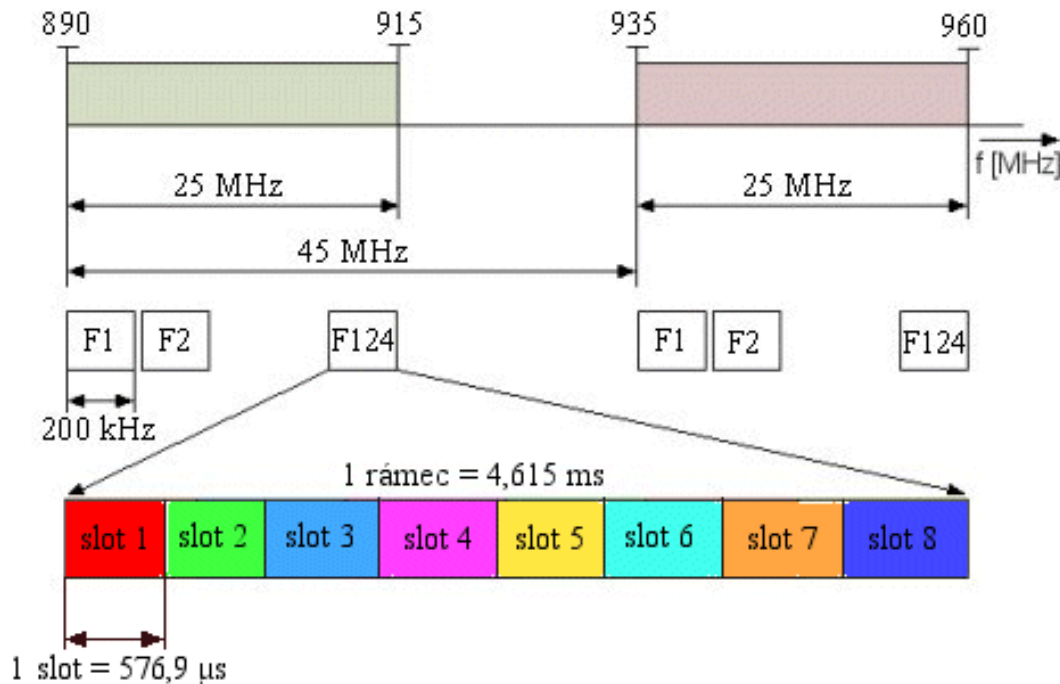 890 915 935 960
f [MHz]
25 MHz 25 MHz
45 MHz
F1 F2 F124 F1 F2 F124
200 kHz
1 rámec = 4,615 ms
slot 1 slot 2 slot 3 slot 4 slot 5 slot 6 slot 7 slot 8
1 slot = 576,9 μs